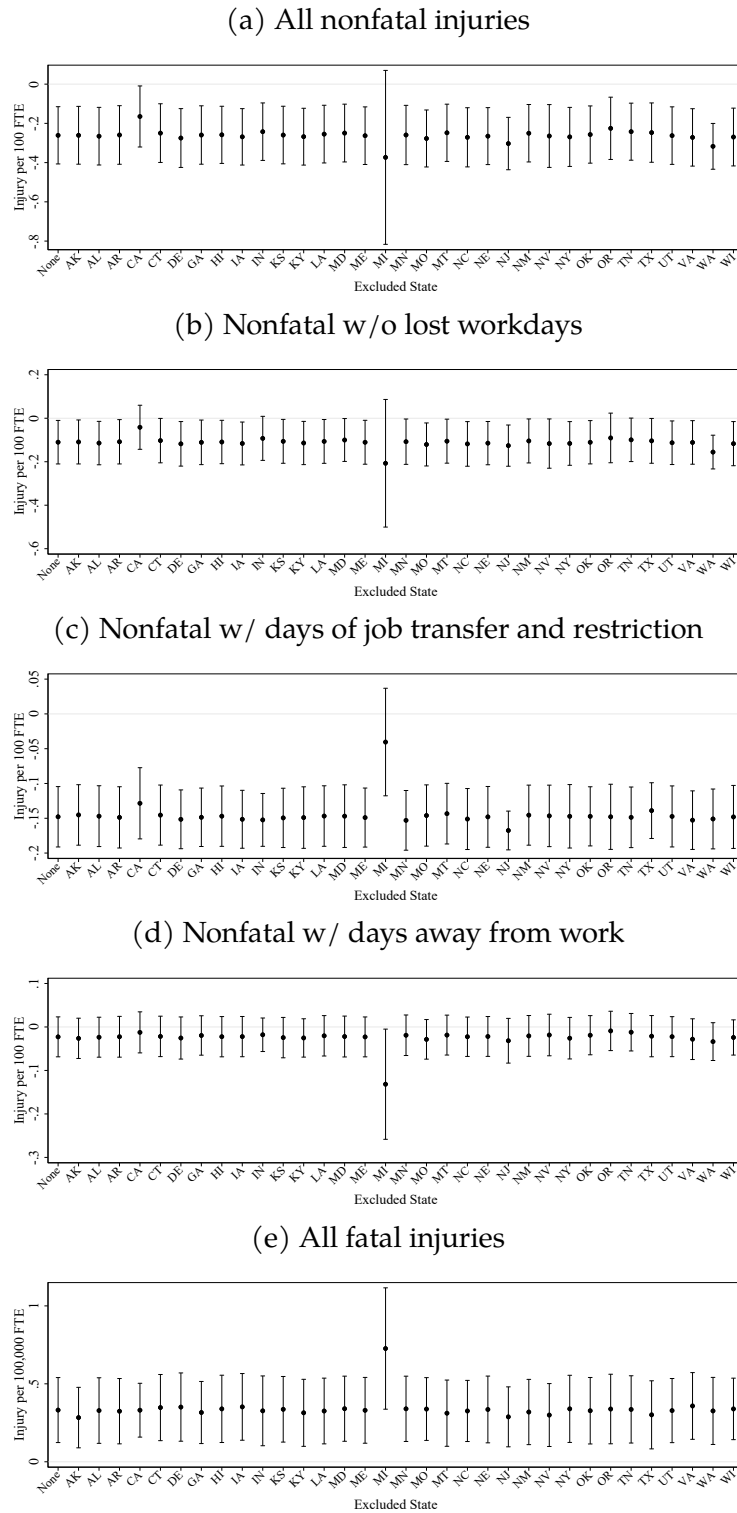 (a) All nonfatal injuries
Injury per 100 FTE
0
-.2
-.4
-.6
-.8
None AK AL AR CA CT DE GA HI IA IN KS KY LA MD ME MI MN MO MT NC NE NJ NM NV NY OK OR TN TX UT VA WA WI
Excluded State
(b) Nonfatal w/o lost workdays
Injury per 100 FTE
.2
0
-.2
-.4
-.6
None AK AL AR CA CT DE GA HI IA IN KS KY LA MD ME MI MN MO MT NC NE NJ NM NV NY OK OR TN TX UT VA WA WI
Excluded State
(c) Nonfatal w/ days of job transfer and restriction
Injury per 100 FTE
.05
0
-.05
-.1
-.15
-.2
None AK AL AR CA CT DE GA HI IA IN KS KY LA MD ME MI MN MO MT NC NE NJ NM NV NY OK OR TN TX UT VA WA WI
Excluded State
(d) Nonfatal w/ days away from work
Injury per 100 FTE
.1
0
-.1
-.2
-.3
None AK AL AR CA CT DE GA HI IA IN KS KY LA MD ME MI MN MO MT NC NE NJ NM NV NY OK OR TN TX UT VA WA WI
Excluded State
(e) All fatal injuries
Injury per 100,000 FTE
1
.5
0
None AK AL AR CA CT DE GA HI IA IN KS KY LA MD ME MI MN MO MT NC NE NJ NM NV NY OK OR TN TX UT VA WA WI
Excluded State